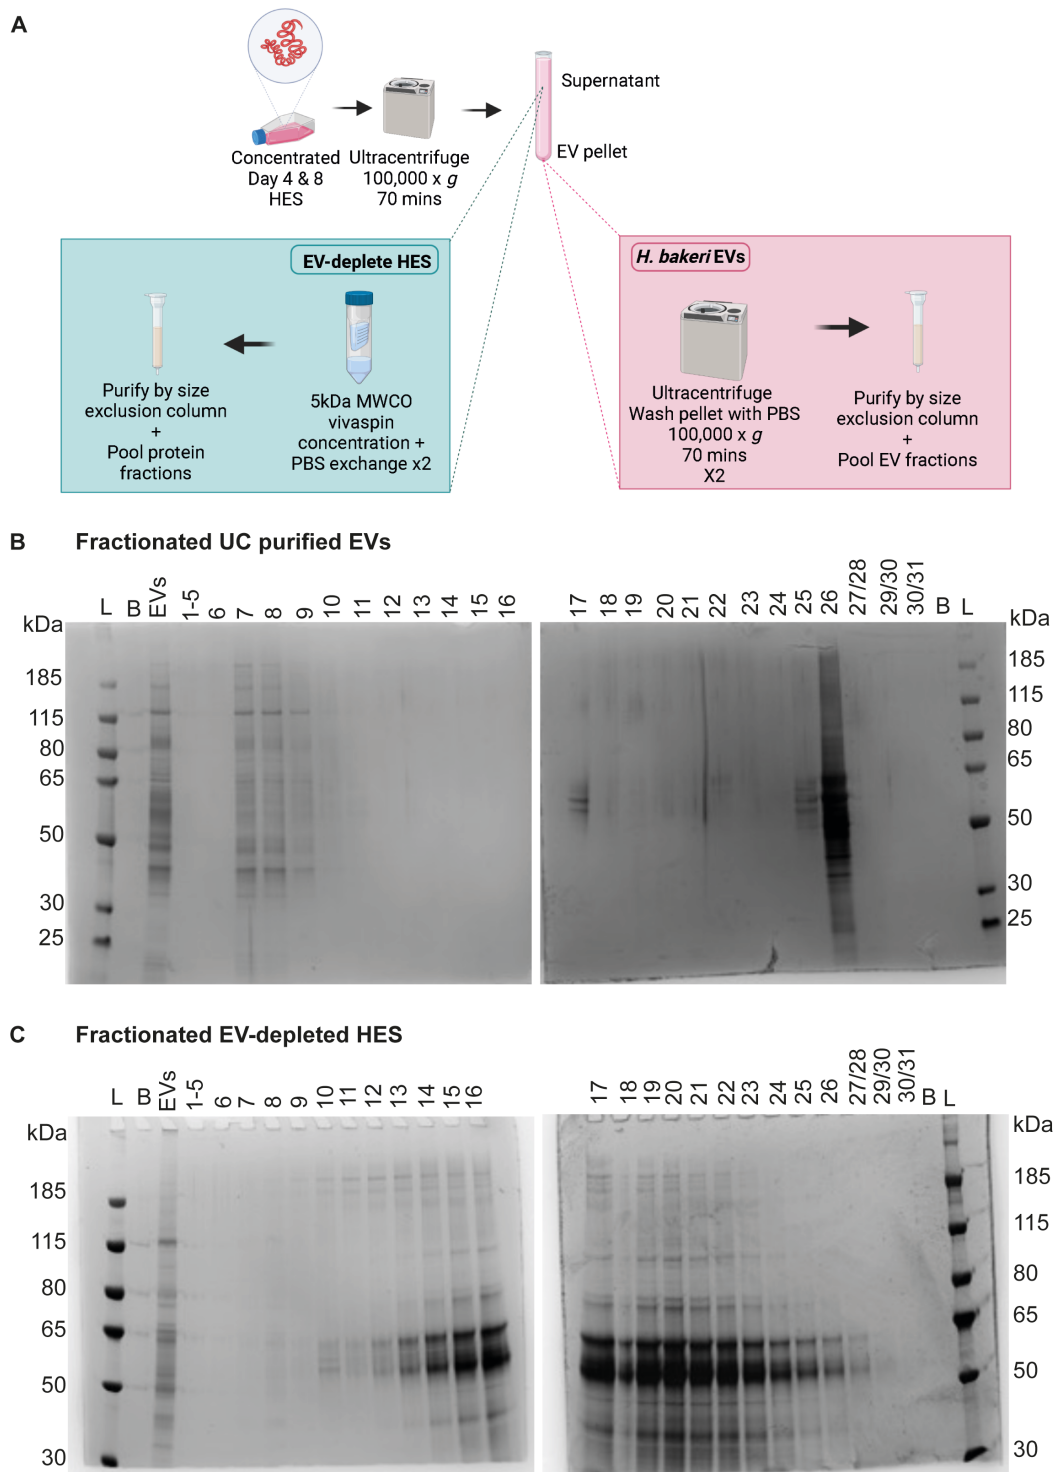 A
Supernatant
EV pellet
Concentrated
Day 4 & 8
HES
Ultracentrifuge
100,000 x g
70 mins
EV-deplete HES
Purify by size
exclusion column
+
Pool protein
fractions
5kDa MWCO
vivaspin
concentration +
PBS exchange x2
H. bakeri EVs
Ultracentrifuge
Wash pellet with PBS
100,000 x g
70 mins
X2
Purify by size
exclusion column
+
Pool EV fractions
B Fractionated UC purified EVs
L B EVs 1-5 6 7 8 9 10 11 12 13 14 15 16
17 18 19 20 21 22 23 24 25 26 27/28 29/30 30/31 B L
kDa
185
115
80
65
50
30
25
kDa
185
115
80
65
50
30
25
C Fractionated EV-depleted HES
L B EVs 1-5 6 7 8 9 10 11 12 13 14 15 16
17 18 19 20 21 22 23 24 25 26 27/28 29/30 30/31 B L
kDa
185
115
80
65
50
30
kDa
185
115
80
65
50
30